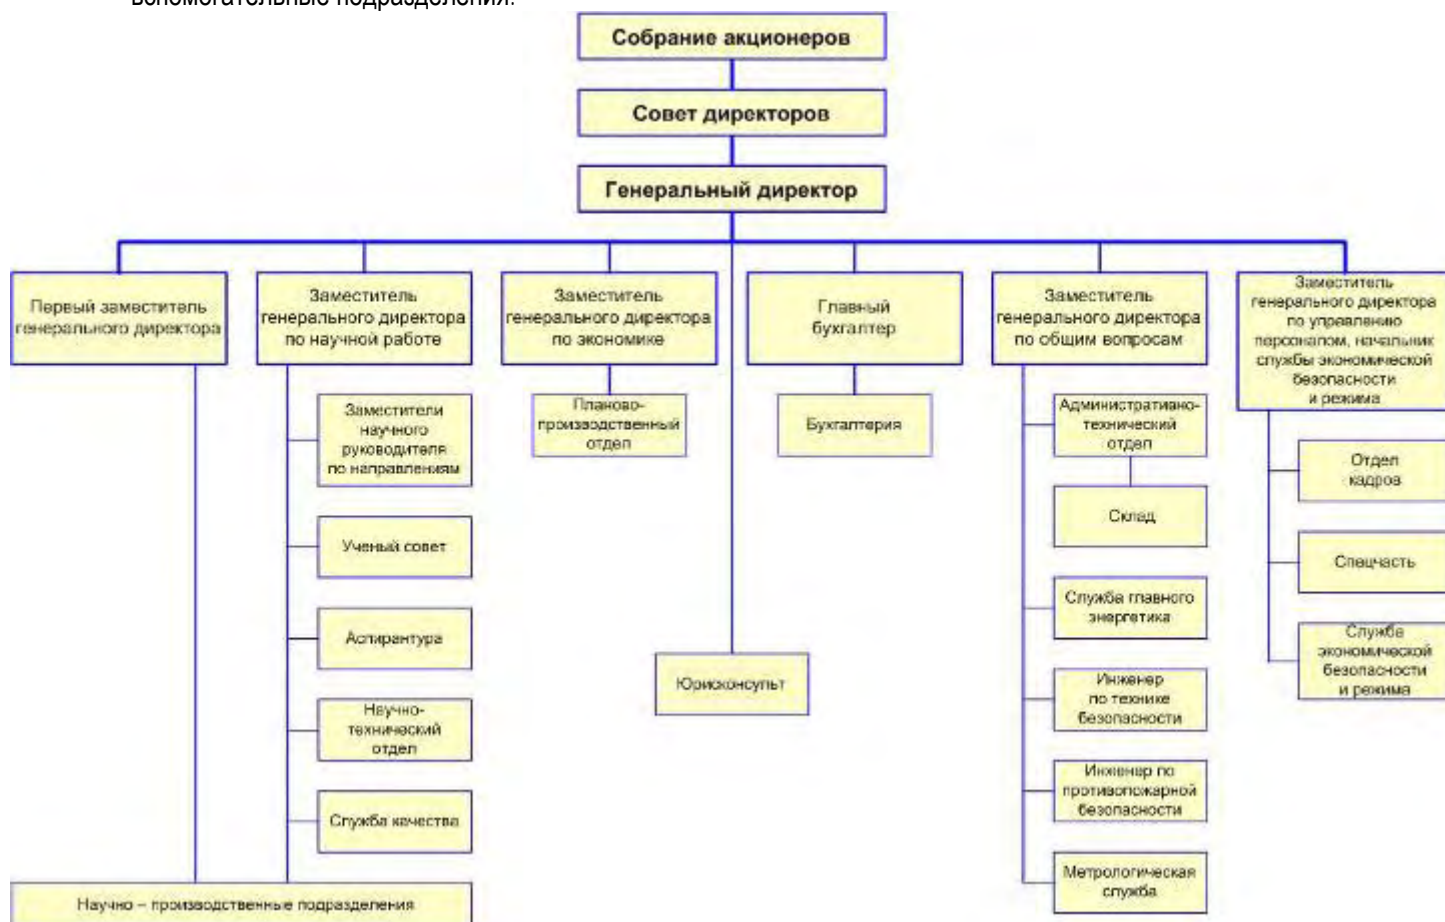 вспомогательные подразделения.
Собрание акционеров
Совет директоров
Генеральный директор
Первый заместитель
генерального директора
Заместитель
генерального директора
по научной работе
Заместитель
генерального директора
по экономике
Главный
бухгалтер
Заместитель
генерального директора
по общим вопросам
Заместитель
генерального директора
по управлению
персоналом, начальник
службы экономической
безопасности
и режима
Заместители
научного
руководителя
по направлениям
Ученый совет
Аспирантура
Научно-
технический
отдел
Служба качества
Научно – производственные подразделения
Планово-
производственный
отдел
Бухгалтерия
Юрисконсульт
Административно-
технический
отдел
Склад
Служба главного
энергетика
Инженер
по технике
безопасности
Инженер по
противопожарной
безопасности
Метрологическая
служба
Отдел
кадров
Спецчасть
Служба
экономической
безопасности
и режима